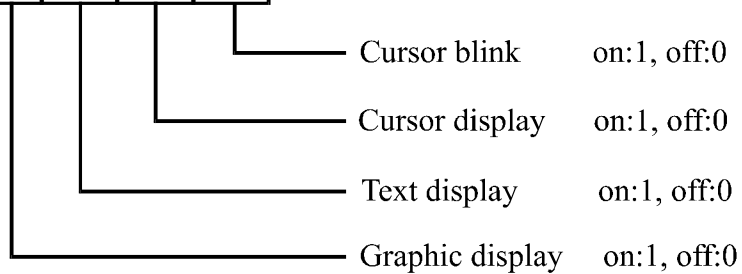 Cursor blink on:1, off:0
Cursor display on:1, off:0
Text display on:1, off:0
Graphic display on:1, off:0